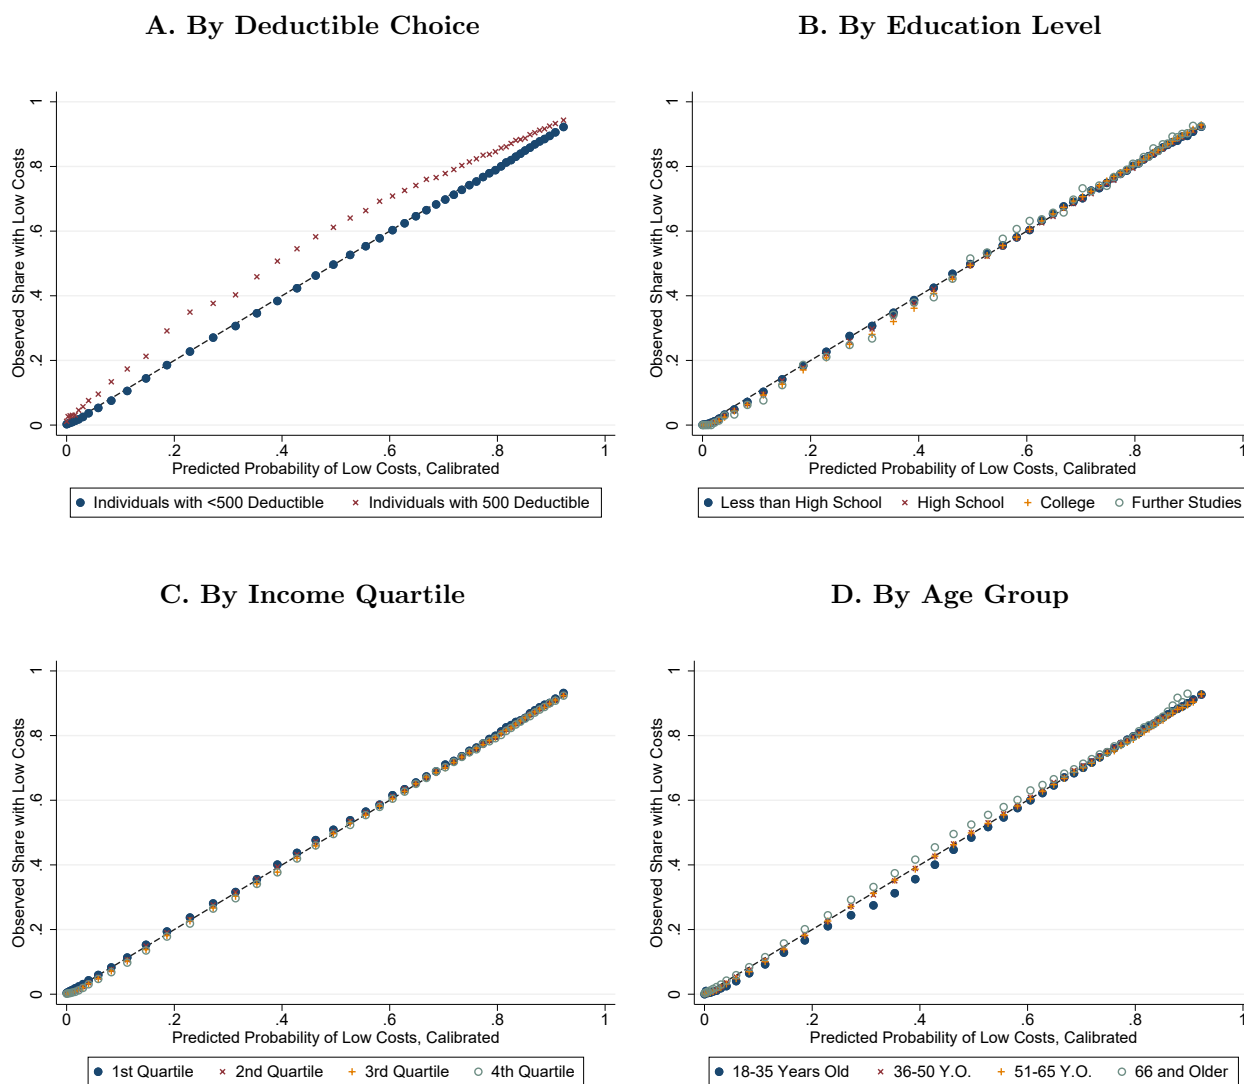 A. By Deductible Choice
Observed Share with Low Costs
1
.8
.6
.4
.2
0
0 .2 .4 .6 .8 1
Predicted Probability of Low Costs, Calibrated
Individuals with <500 Deductible Individuals with 500 Deductible
B. By Education Level
Observed Share with Low Costs
1
.8
.6
.4
.2
0
0 .2 .4 .6 .8 1
Predicted Probability of Low Costs, Calibrated
Less than High School High School College Further Studies
C. By Income Quartile
Observed Share with Low Costs
1
.8
.6
.4
.2
0
0 .2 .4 .6 .8 1
Predicted Probability of Low Costs, Calibrated
1st Quartile 2nd Quartile 3rd Quartile 4th Quartile
D. By Age Group
Observed Share with Low Costs
1
.8
.6
.4
.2
0
0 .2 .4 .6 .8 1
Predicted Probability of Low Costs, Calibrated
18-35 Years Old 36-50 Y.O. 51-65 Y.O. 66 and Older